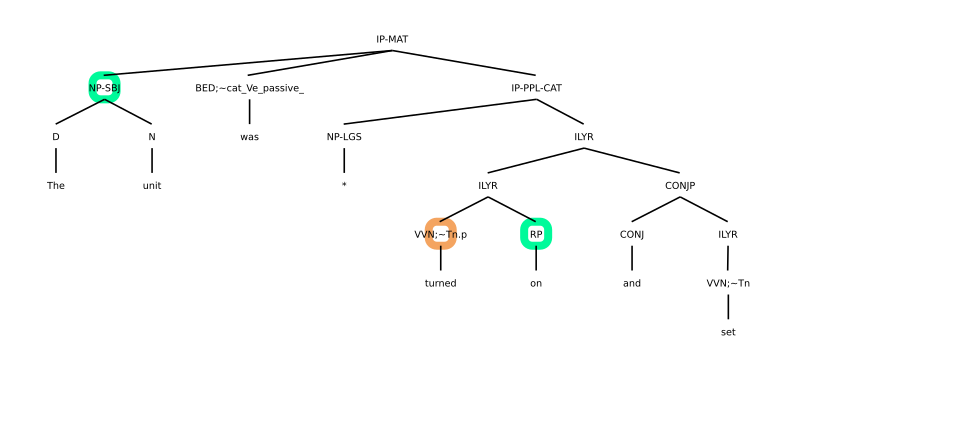 IP-MAT
NP-SBJ BED;~cat_Ve_passive_ IP-PPL-CAT
D N was NP-LGS ILYR
The unit * ILYR CONJP
VVN;~Tn.p RP CONJ ILYR
turned on and VVN;~Tn
set